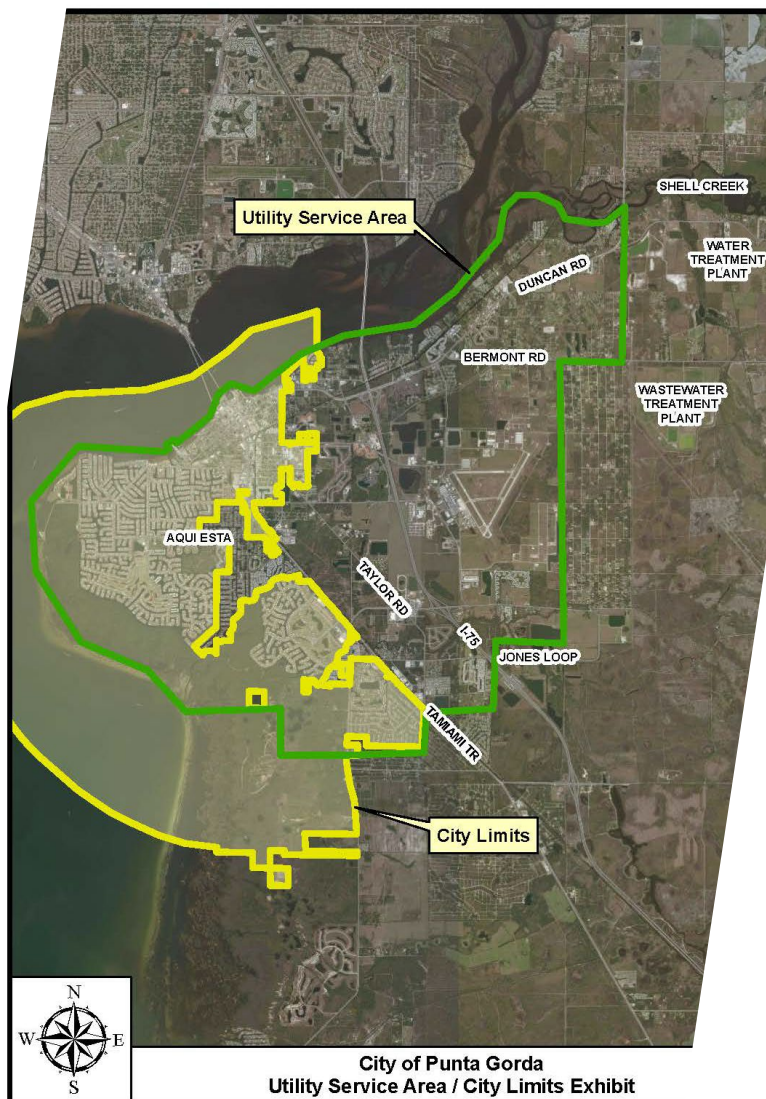 SHELL CREEK
Utility Service Area
WATER
TREATMENT
PLANT
DUNCAN RD
BERMONT RD
WASTEWATER
TREATMENT
PLANT
AQUI ESTA
TAYLOR RD
I-75
JONES LOOP
TAMIAMI TR
City Limits
N
W
E
S
City of Punta Gorda
Utility Service Area / City Limits Exhibit